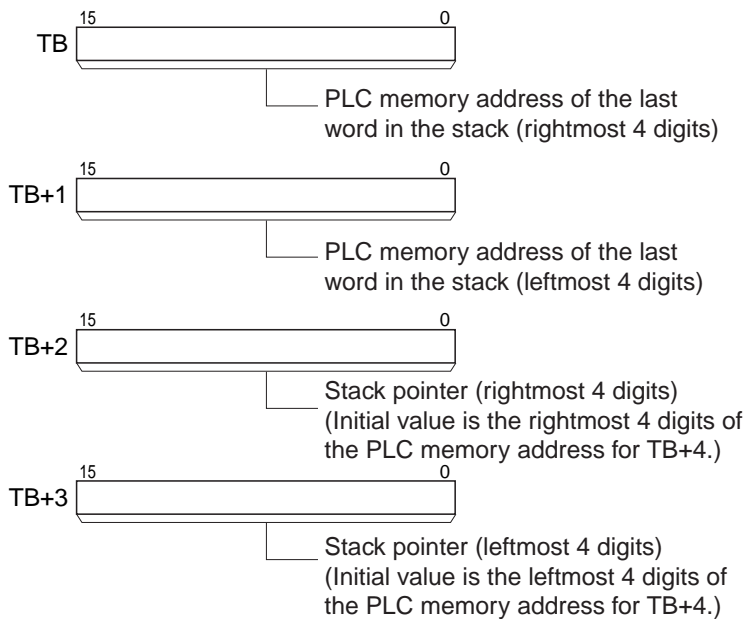 15 0
TB
PLC memory address of the last
word in the stack (rightmost 4 digits)
15 0
TB+1
PLC memory address of the last
word in the stack (leftmost 4 digits)
15 0
TB+2
Stack pointer (rightmost 4 digits)
(Initial value is the rightmost 4 digits of
the PLC memory address for TB+4.)
15 0
TB+3
Stack pointer (leftmost 4 digits)
(Initial value is the leftmost 4 digits of
the PLC memory address for TB+4.)